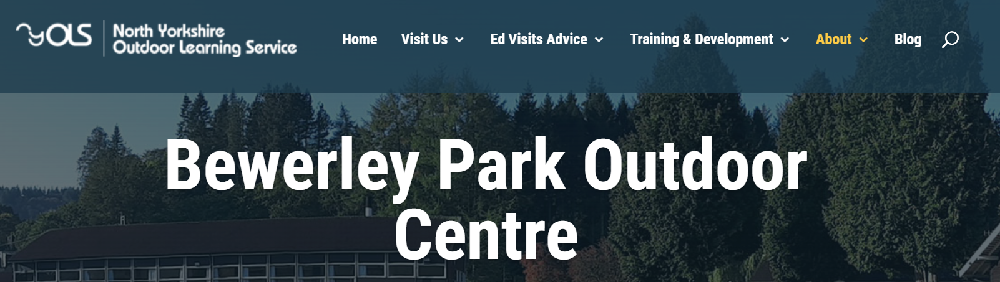 nyOLS
North Yorkshire
Outdoor Learning Service
Home Visit Us Ed Visits Advice Training & Development About Blog
Bewerley Park Outdoor
Centre